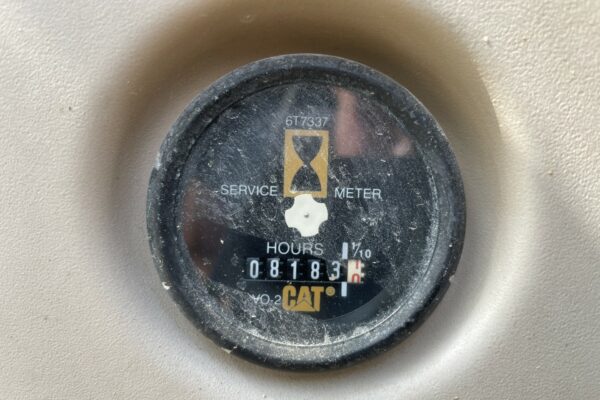 6T7337
SERVICE METER
HOURS 1/10
08183
CAT